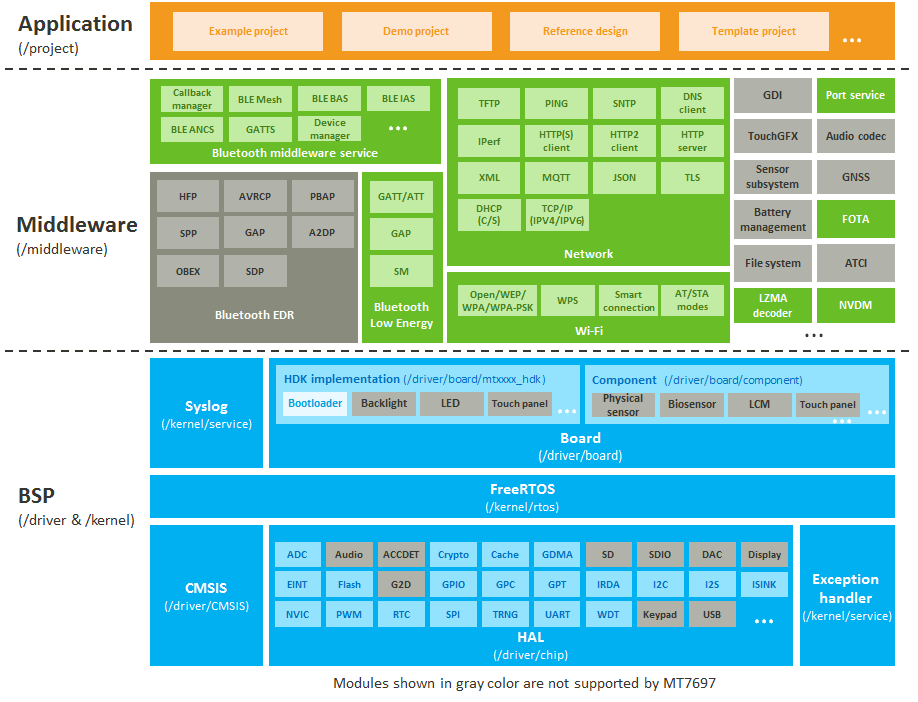 Application
(/project)
Example project
Demo project
Reference design
Template project
...
Middleware
(/middleware)
Callback
manager
BLE Mesh
BLE BAS
BLE IAS
BLE ANCS
GATTS
Device
manager
...
Bluetooth middleware service
HFP
AVRCP
PBAP
SPP
GAP
A2DP
OBEX
SDP
Bluetooth EDR
GATT/ATT
GAP
SM
Bluetooth
Low Energy
TFTP
PING
SNTP
DNS
client
IPerf
HTTP(S)
client
HTTP2
client
HTTP
server
XML
MQTT
JSON
TLS
DHCP
(C/S)
TCP/IP
(IPV4/IPV6)
Network
Open/WEP/
WPA/WPA-PSK
WPS
Smart
connection
AT/STA
modes
Wi-Fi
GDI
Port service
TouchGFX
Audio codec
Sensor
subsystem
GNSS
Battery
management
FOTA
File system
ATCI
LZMA
decoder
NVDM
...
BSP
(/driver & /kernel)
Syslog
(/kernel/service)
HDK implementation (/driver/board/mtxxxx_hdk)
Bootloader
Backlight
LED
Touch panel
...
Component (/driver/board/component)
Physical
sensor
Biosensor
LCM
Touch panel
...
...
Board
(/driver/board)
FreeRTOS
(/kernel/rtos)
CMSIS
(/driver/CMSIS)
ADC
Audio
ACCDET
Crypto
Cache
GDMA
SD
SDIO
DAC
Display
EINT
Flash
G2D
GPIO
GPC
GPT
IRDA
I2C
I2S
ISINK
NVIC
PWM
RTC
SPI
TRNG
UART
WDT
Keypad
USB
...
HAL
(/driver/chip)
Exception
handler
(/kernel/service)
Modules shown in gray color are not supported by MT7697